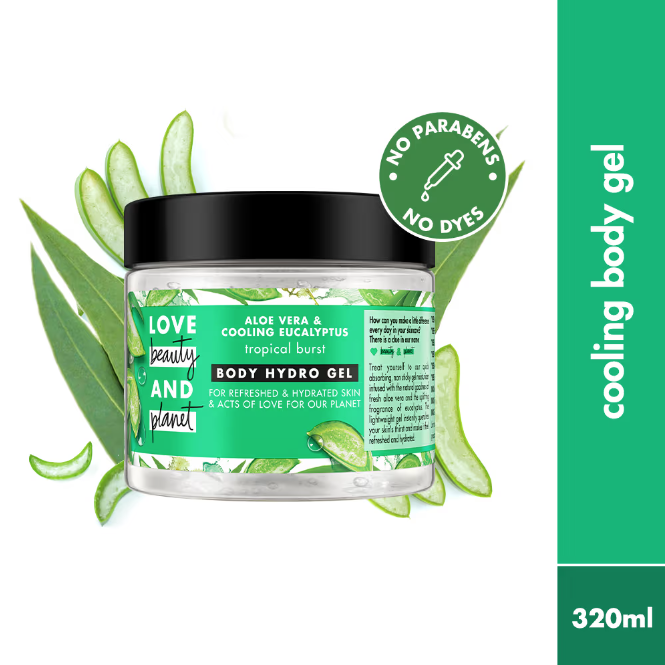 NO PARABENS
NO DYES
LOVE
beauty
AND
planet
ALOE VERA &
COOLING EUCALYPTUS
tropical burst
BODY HYDRO GEL
FOR REFRESHED & HYDRATED SKIN
& ACTS OF LOVE FOR OUR PLANET
How can you make a little difference
every day in your skincare?
There is a clue in our name
beauty & planet
Treat yourself to our quick
absorbing, non sticky gel moisturizer
infused with the natural goodness of
fresh aloe vera and the uplifting
fragrance of eucalyptus. The
lightweight gel instantly quenches
your skin's thirst and makes it feel
refreshed and hydrated.
cooling body gel
320ml